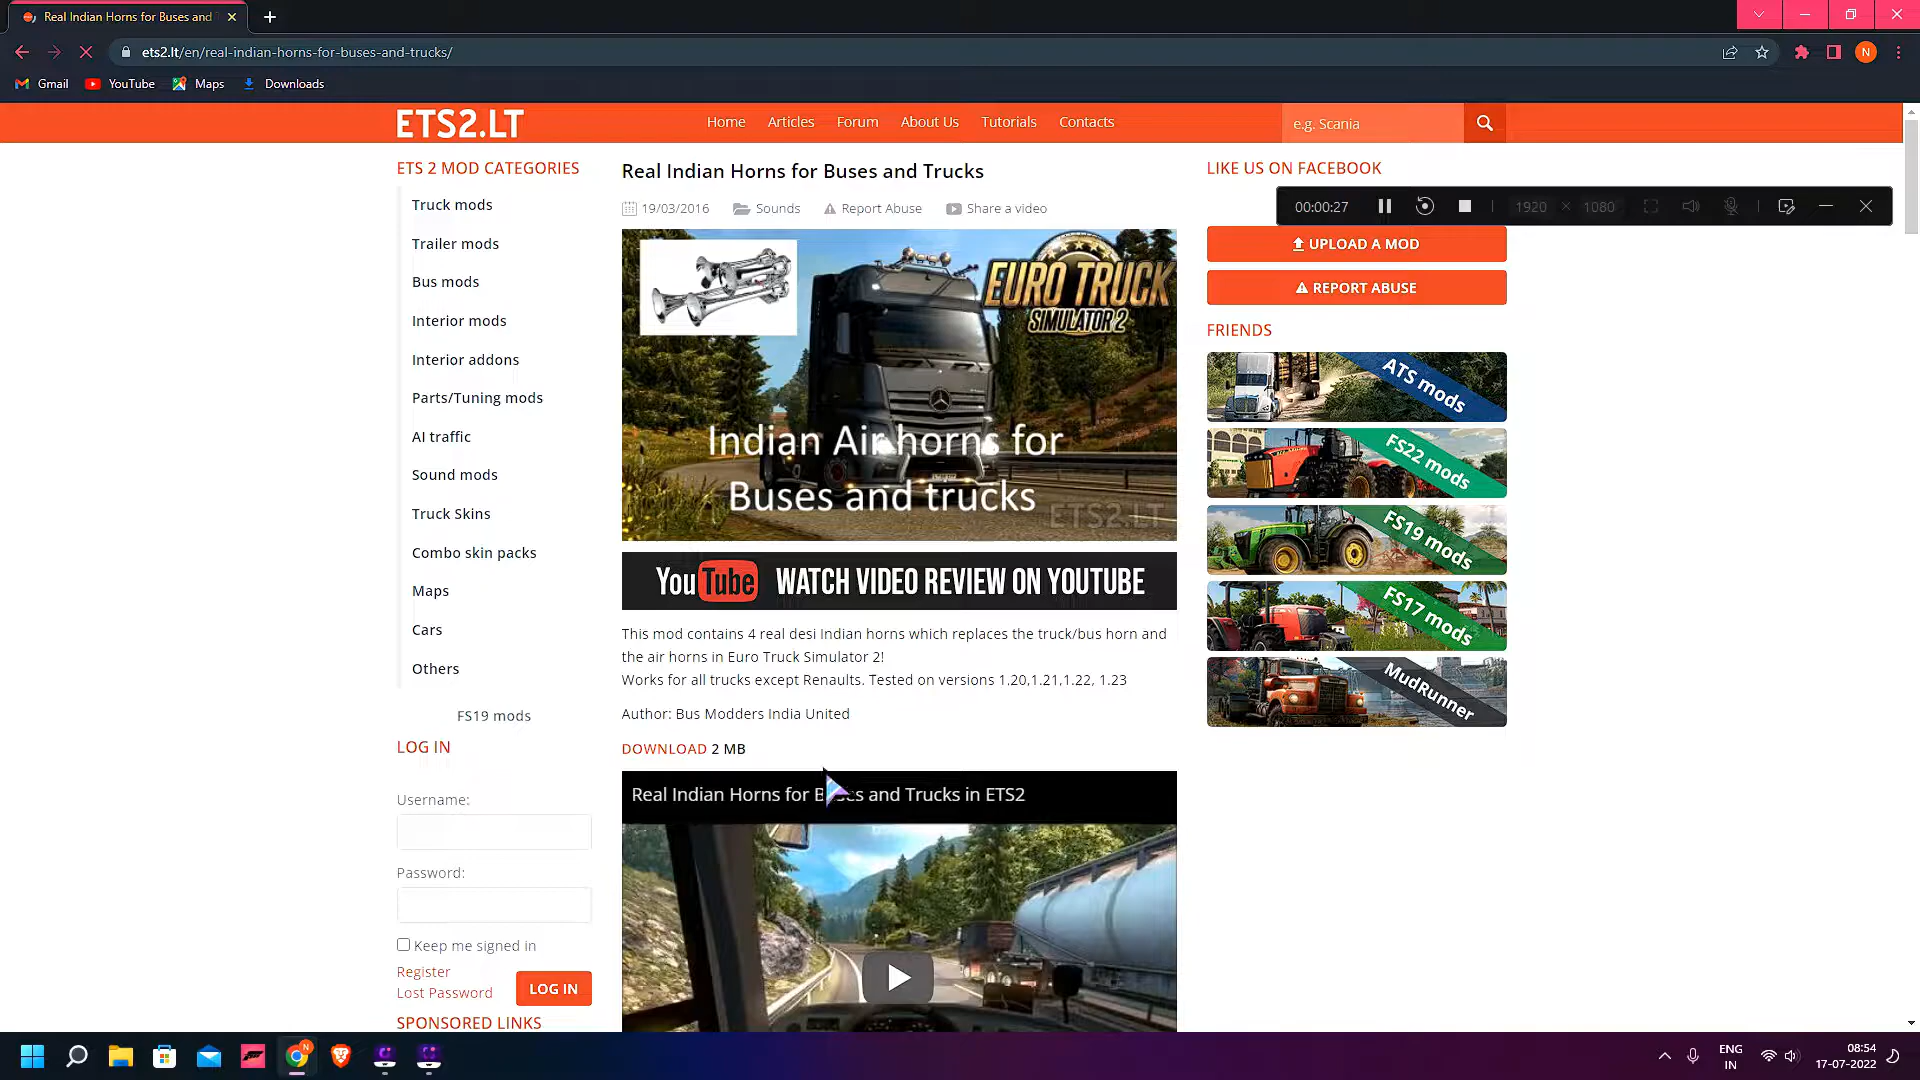 Real Indian Horns for Buses and
ets2.lt/en/real-indian-horns-for-buses-and-trucks/
N
Gmail
YouTube
Maps
Downloads
ETS2.LT
Home
Articles
Forum
About Us
Tutorials
Contacts
e.g. Scania
ETS 2 MOD CATEGORIES
Truck mods
Trailer mods
Bus mods
Interior mods
Interior addons
Parts/Tuning mods
AI traffic
Sound mods
Truck Skins
Combo skin packs
Maps
Cars
Others
FS19 mods
LOG IN
Username:
Password:
Keep me signed in
Register
Lost Password
LOG IN
SPONSORED LINKS
Real Indian Horns for Buses and Trucks
19/03/2016
Sounds
Report Abuse
Share a video
EURO TRUCK
SIMULATOR 2
Indian Air horns for
Buses and trucks
ETS2.LT
YouTube WATCH VIDEO REVIEW ON YOUTUBE
This mod contains 4 real desi Indian horns which replaces the truck/bus horn and
the air horns in Euro Truck Simulator 2!
Works for all trucks except Renaults. Tested on versions 1.20,1.21,1.22, 1.23
Author: Bus Modders India United
DOWNLOAD 2 MB
Real Indian Horns for Buses and Trucks in ETS2
LIKE US ON FACEBOOK
00:00:27
1920 × 1080
UPLOAD A MOD
REPORT ABUSE
FRIENDS
ATS mods
FS22 mods
FS19 mods
FS17 mods
MudRunner
N
ENG
IN
08:54
17-07-2022